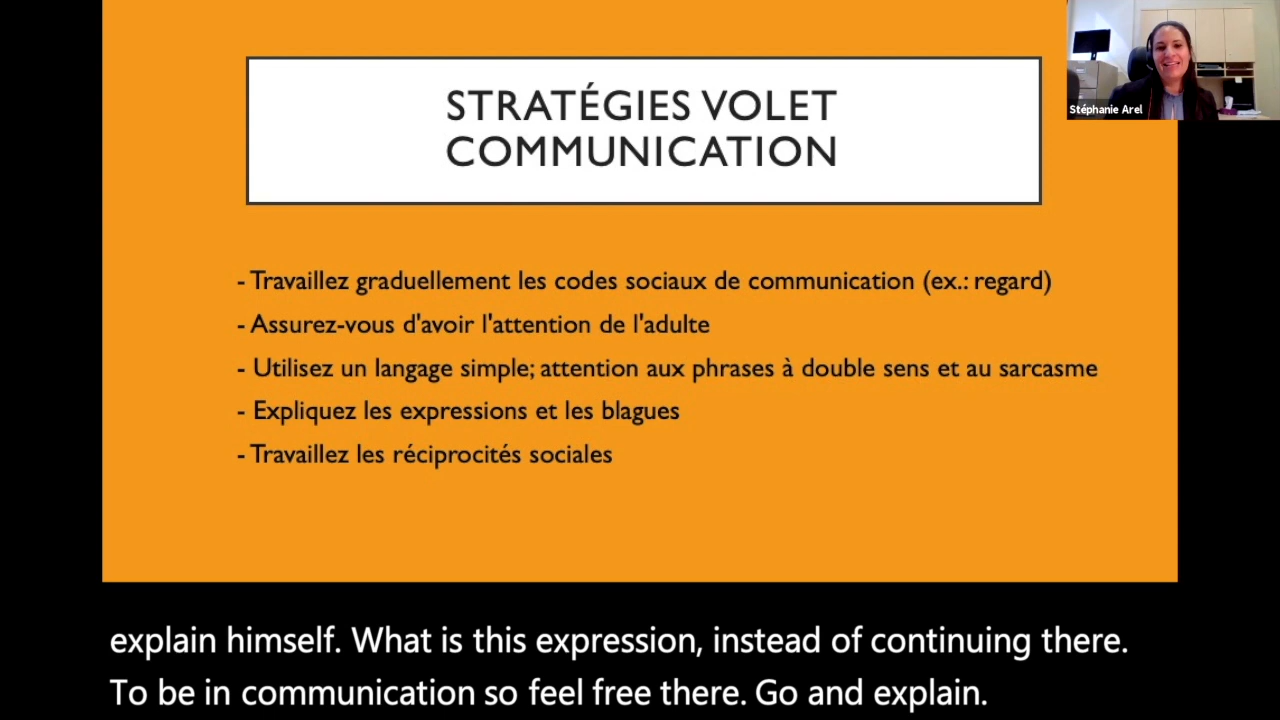 STRATÉGIES VOLET
COMMUNICATION
Stéphanie Arel
- Travaillez graduellement les codes sociaux de communication (ex.: regard)
- Assurez-vous d'avoir l'attention de l'adulte
- Utilisez un langage simple; attention aux phrases à double sens et au sarcasme
- Expliquez les expressions et les blagues
- Travaillez les réciprocités sociales
explain himself. What is this expression, instead of continuing there.
To be in communication so feel free there. Go and explain.